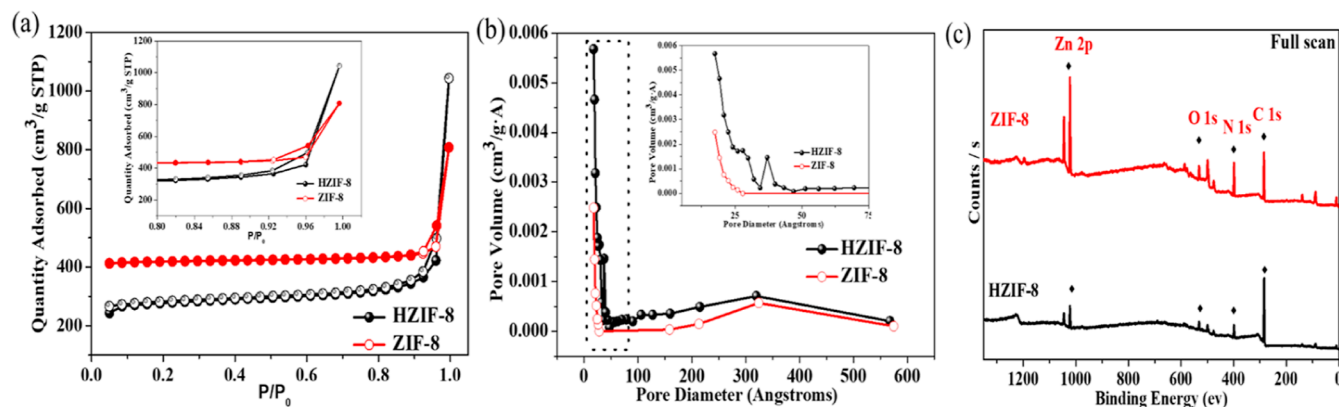 (a)
Quantity Adsorbed (cm³/g STP)
1200
1000
800
600
400
200
0.0 0.2 0.4 0.6 0.8 1.0
P/P₀
HZIF-8
ZIF-8
Quantity Adsorbed (cm³/g STP)
1200
1000
800
600
400
200
0.80 0.84 0.88 0.92 0.96 1.00
P/P₀
HZIF-8
ZIF-8
(b)
Pore Volume (cm³/g·A)
0.006
0.005
0.004
0.003
0.002
0.001
0.000
0 100 200 300 400 500 600
Pore Diameter (Angstroms)
HZIF-8
ZIF-8
Pore Volume (cm³/g·A)
0.006
0.005
0.004
0.003
0.002
0.001
0.000
25 50 75
Pore Diameter (Angstroms)
HZIF-8
ZIF-8
(c)
Full scan
Zn 2p
O 1s
N 1s
C 1s
ZIF-8
HZIF-8
Counts / s
1200 1000 800 600 400 200 0
Binding Energy (ev)